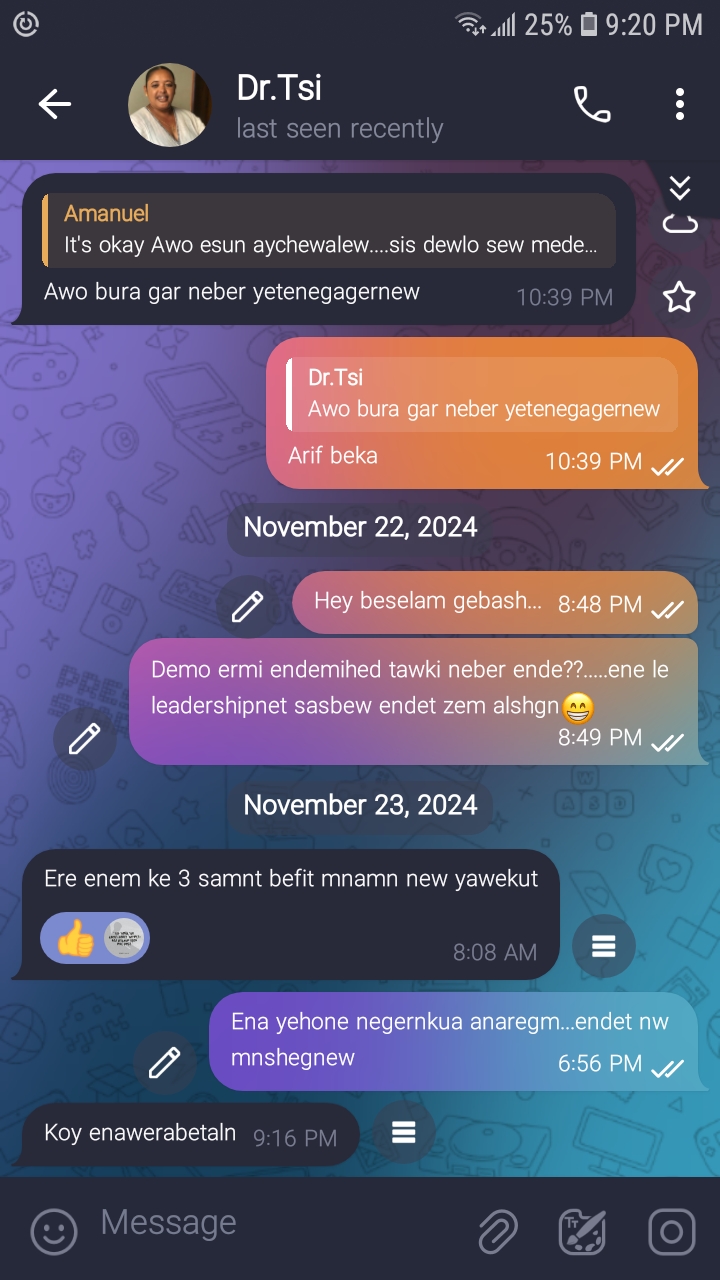 25% 9:20 PM
Dr.Tsi
last seen recently
Amanuel
It's okay Awo esun aychewalew....sis dewlo sew mede...
Awo bura gar neber yetenegagernew 10:39 PM
Dr.Tsi
Awo bura gar neber yetenegagernew
Arif beka 10:39 PM
November 22, 2024
Hey beselam gebash... 8:48 PM
Demo ermi endemihed tawki neber ende??.....ene le
leadershipnet sasbew endet zem alshgn😁
8:49 PM
November 23, 2024
Ere enem ke 3 samnt befit mnamn new yawekut
👍
8:08 AM
Ena yehone negernkua anaregm...endet nw
mnshegnew 6:56 PM
Koy enawerabetaln 9:16 PM
Message